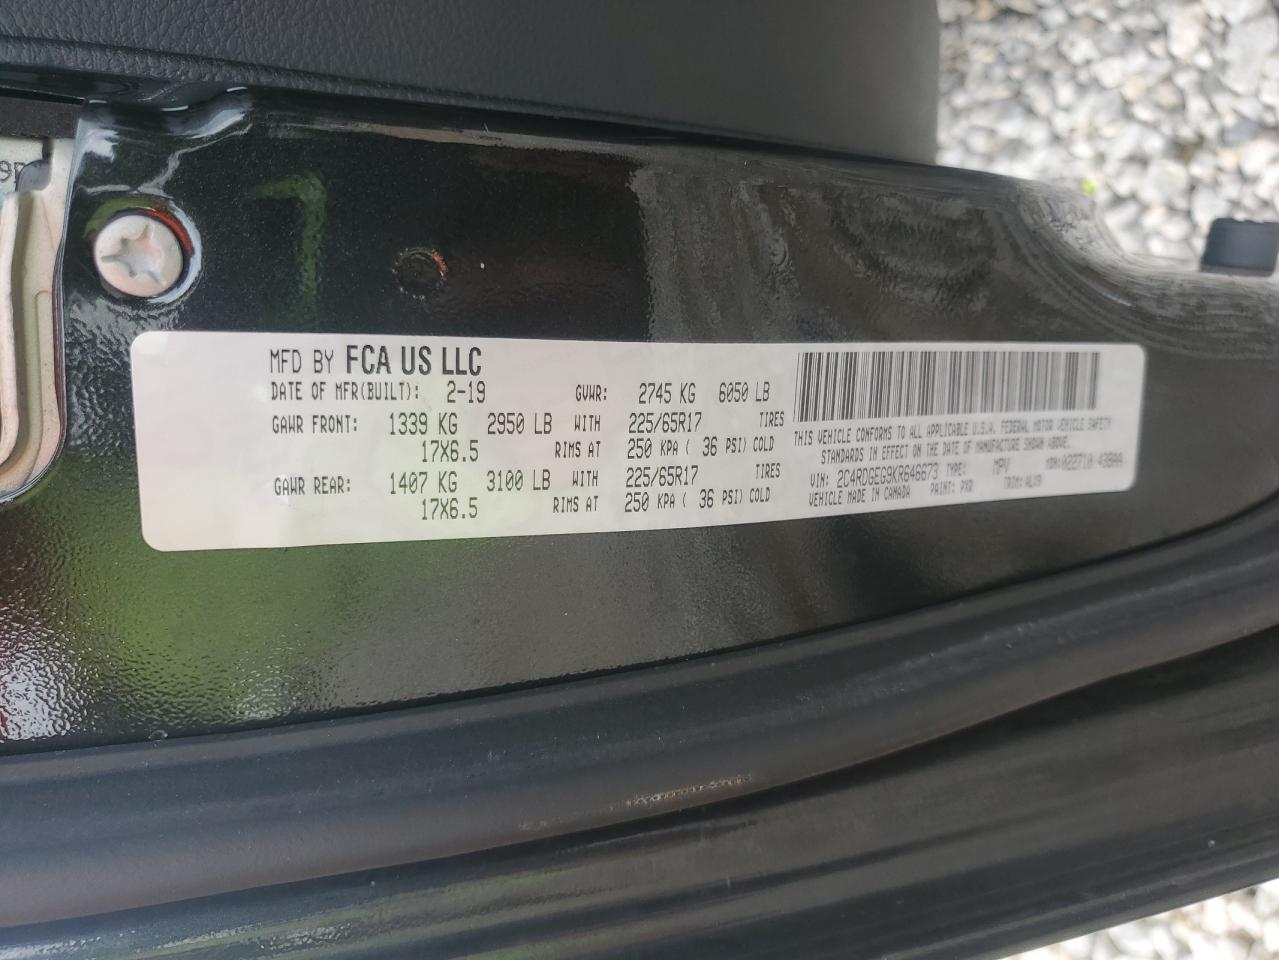 MFD BY FCA US LLC
DATE OF MFR(BUILT): 2-19 GVWR: 2745 KG 6050 LB
GAWR FRONT: 1339 KG 2950 LB WITH 225/65R17 TIRES
17X6.5 RIMS AT 250 KPA ( 36 PSI) COLD
GAWR REAR: 1407 KG 3100 LB WITH 225/65R17 TIRES
17X6.5 RIMS AT 250 KPA ( 36 PSI) COLD
THIS VEHICLE CONFORMS TO ALL APPLICABLE U.S.A. FEDERAL MOTOR VEHICLE SAFETY
STANDARDS IN EFFECT ON THE DATE OF MANUFACTURE SHOWN ABOVE.
VIN: 2C4RDGEG9KR646673 TYPE: MPV MDH:022710 
VEHICLE MADE IN CANADA PAINT: PXR TRIM: